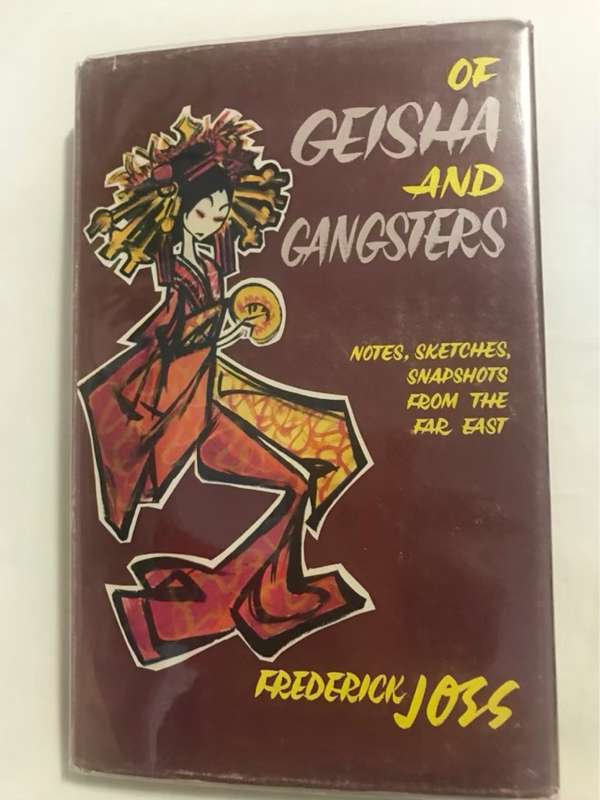 OF
GEISHA
AND
GANGSTERS
NOTES, SKETCHES,
SNAPSHOTS
FROM THE
FAR EAST
FREDERICK JOSS